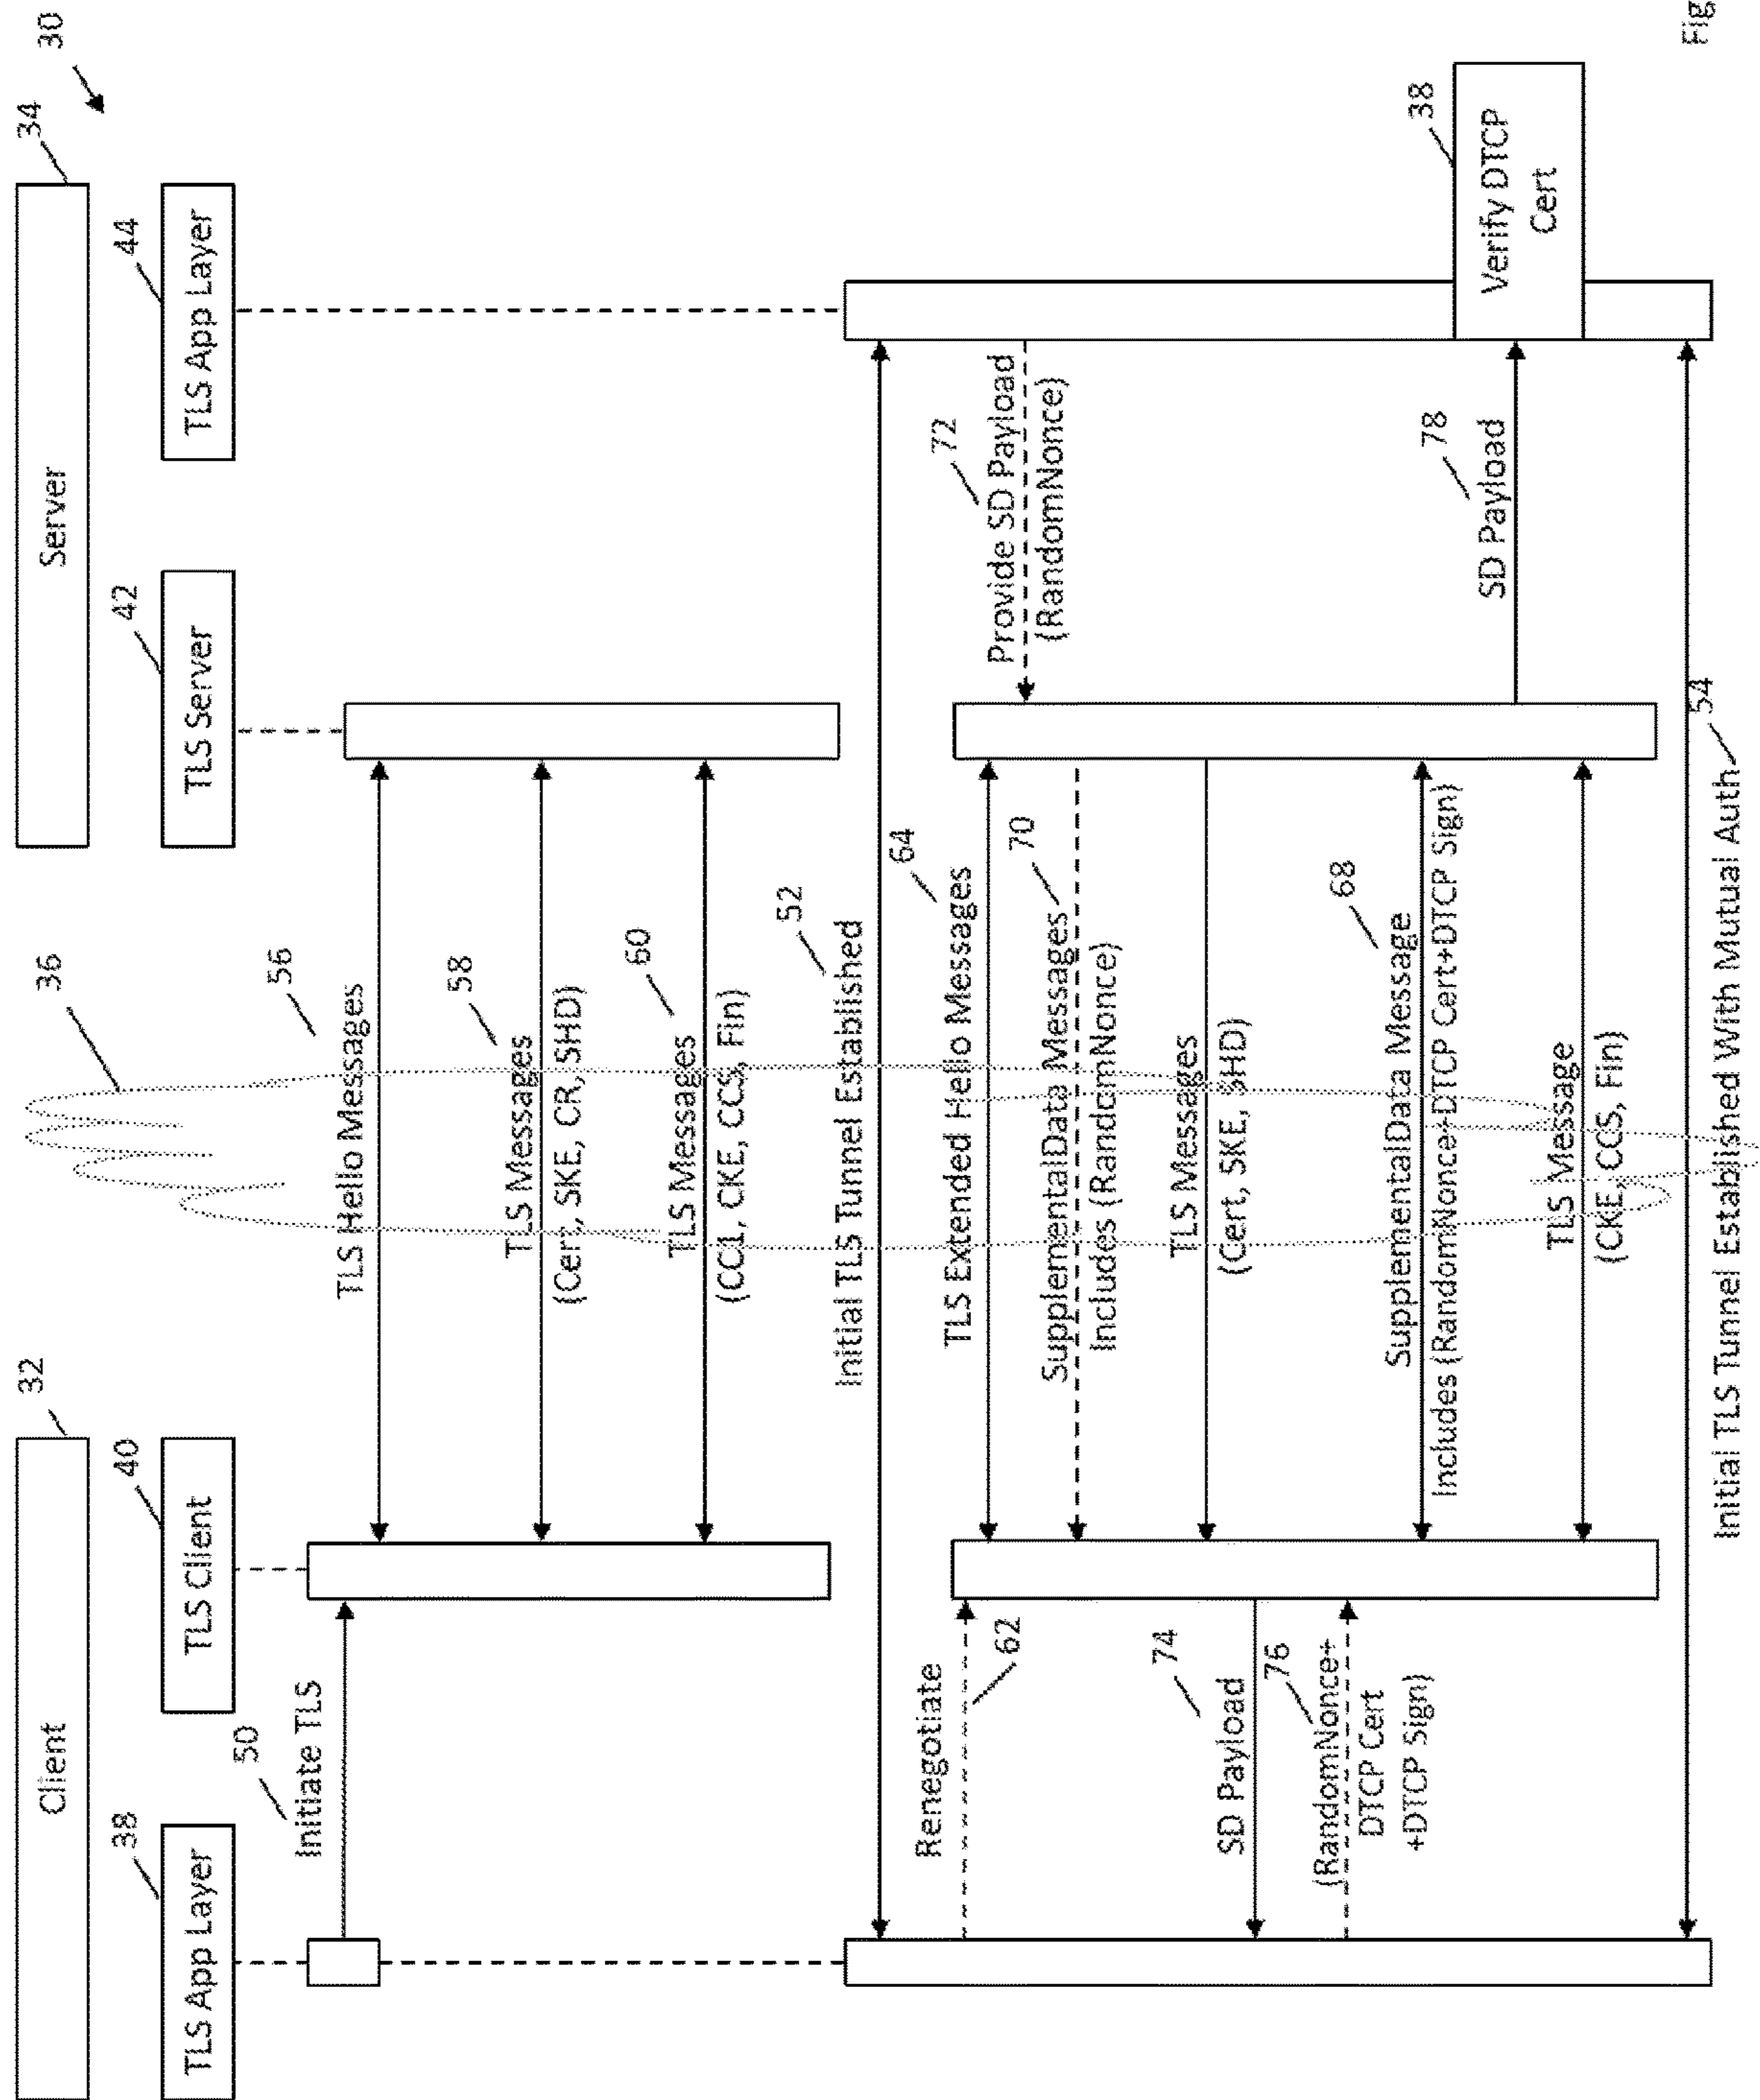 30
Client
32
Server
34
36
38
TLS App Layer
40
TLS Client
42
TLS Server
44
TLS App Layer
50
Initiate TLS
56
TLS Hello Messages
58
TLS Messages
(Cert, SKE, CR, SHD)
60
TLS Messages
(CC1, CKE, CCS, Fin)
52
Initial TLS Tunnel Established
Renegotiate
62
64
TLS Extended Hello Messages
72
Provide SD Payload
(RandomNonce)
70
SupplementalData Messages
Includes (RandomNonce)
TLS Messages
(Cert, SKE, SHD)
74
SD Payload
76
(RandomNonce+
DTCP Cert
+DTCP Sign)
68
SupplementalData Message
Includes (RandomNonce+DTCP Cert+DTCP Sign)
78
SD Payload
38
Verify DTCP
Cert
TLS Message
(CKE, CCS, Fin)
54
Initial TLS Tunnel Established With Mutual Auth
Fig